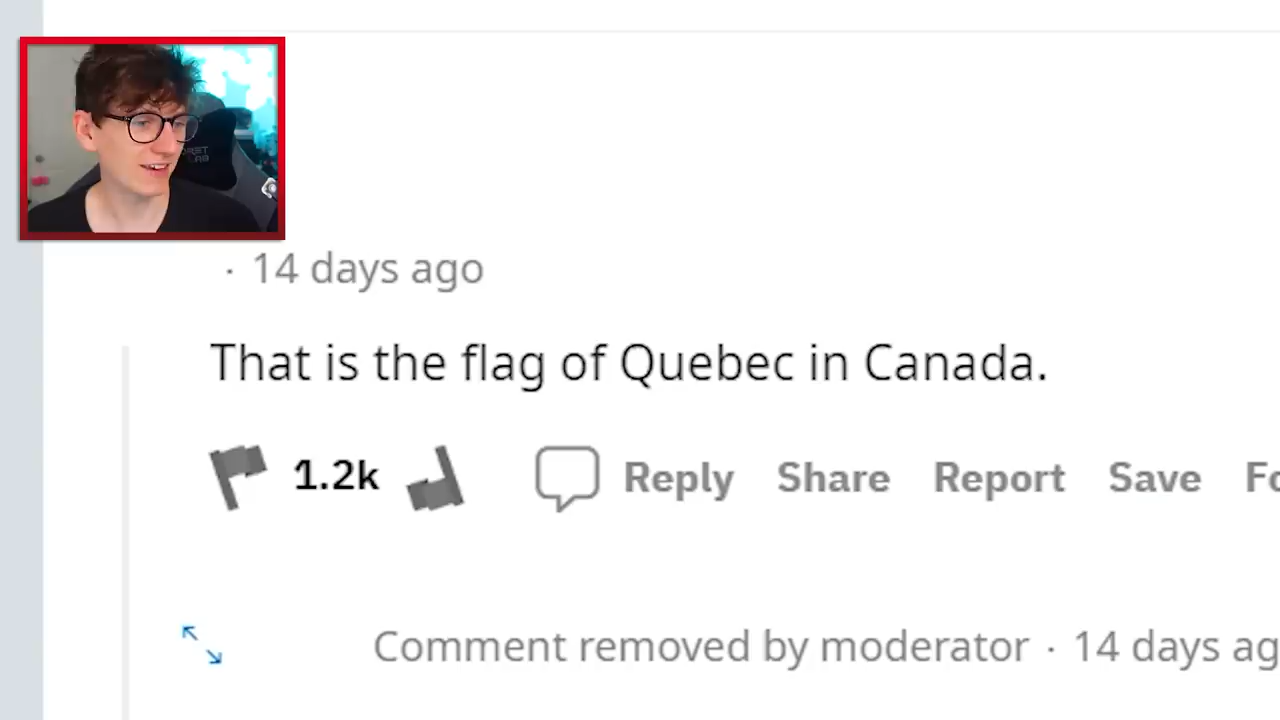 · 14 days ago
That is the flag of Quebec in Canada.
1.2k Reply Share Report Save Fo
Comment removed by moderator · 14 days ag